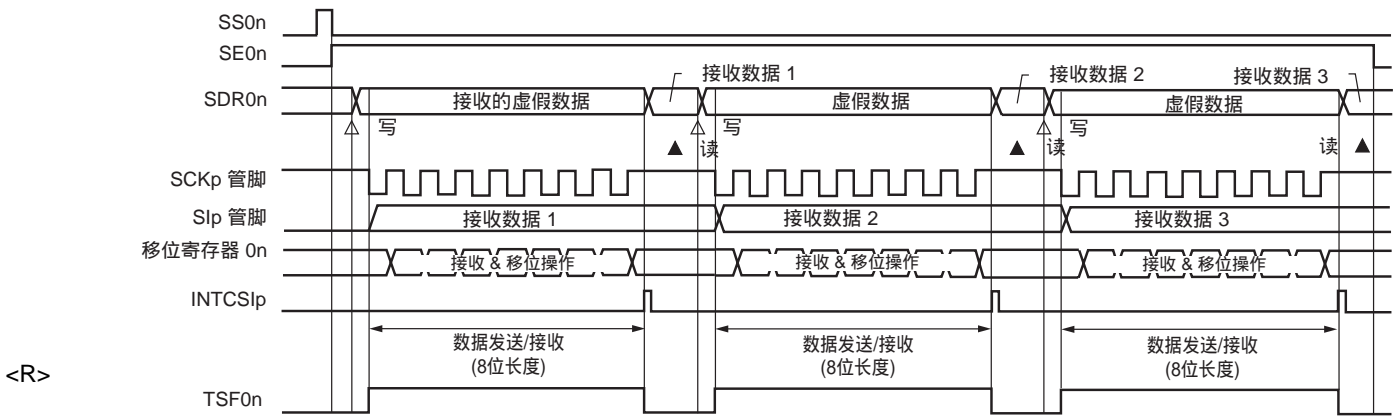 SS0n
SE0n
接收数据 1
接收数据 2
接收数据 3
SDR0n
接收的虚假数据
虚假数据
虚假数据
写
写
写
读
读
读
SCKp 管脚
SIp 管脚
接收数据 1
接收数据 2
接收数据 3
移位寄存器 0n
接收 & 移位操作
接收 & 移位操作
接收 & 移位操作
INTCSIp
数据发送/接收
(8位长度)
数据发送/接收
(8位长度)
数据发送/接收
(8位长度)
<R>
TSF0n